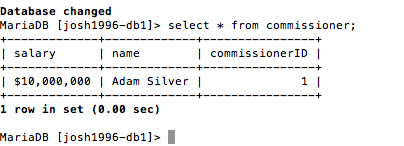 Database changed
MariaDB [josh1996-db1]> select * from commissioner;
+-------------+-------------+----------------+
| salary      | name        | commissionerID |
+-------------+-------------+----------------+
| $10,000,000 | Adam Silver |              1 |
+-------------+-------------+----------------+
1 row in set (0.00 sec)
MariaDB [josh1996-db1]>